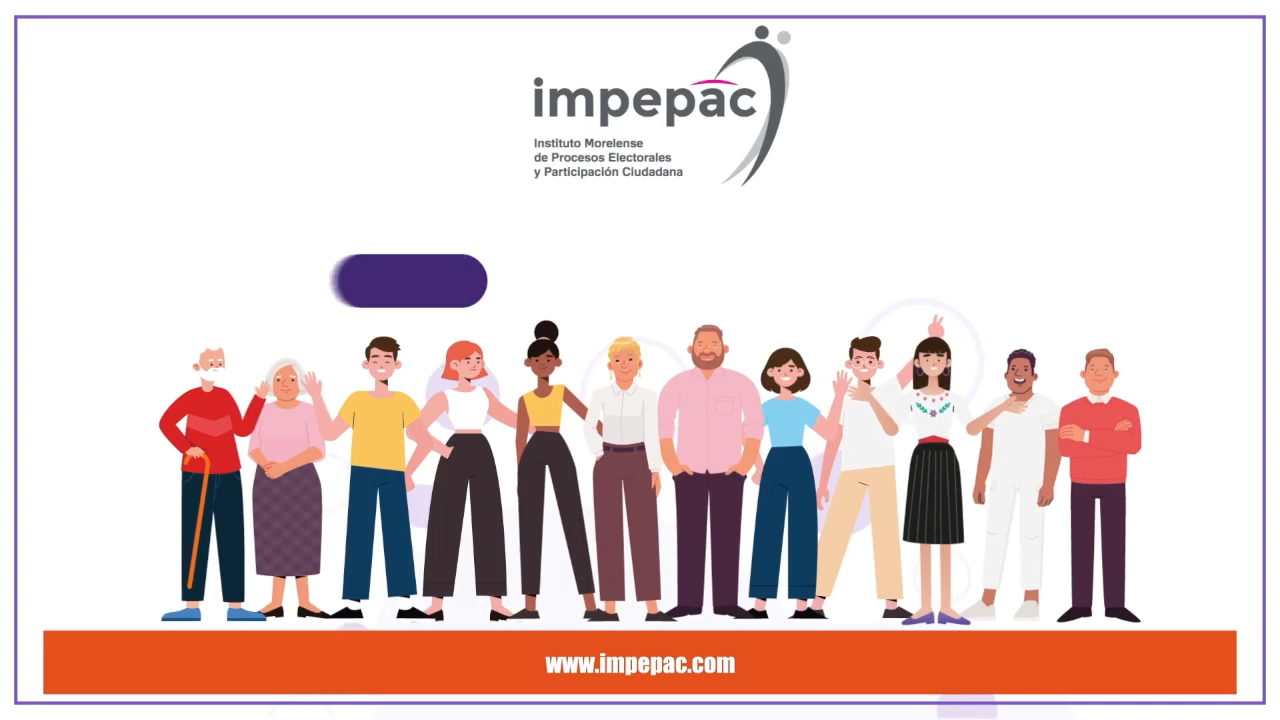 impepac
Instituto Morelense
de Procesos Electorales
y Participación Ciudadana
www.impepac.com